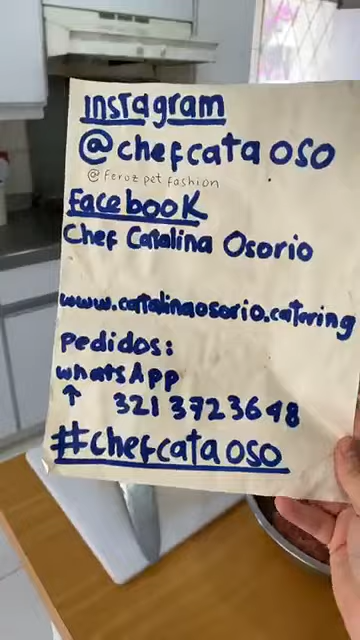 Instagram
@chefcataoso
@feroz pet fashion
Facebook
Chef Catalina Osorio
www.catalinaosorio.catering
Pedidos:
WhatsApp
↑ 321 3723648
#chefcataoso